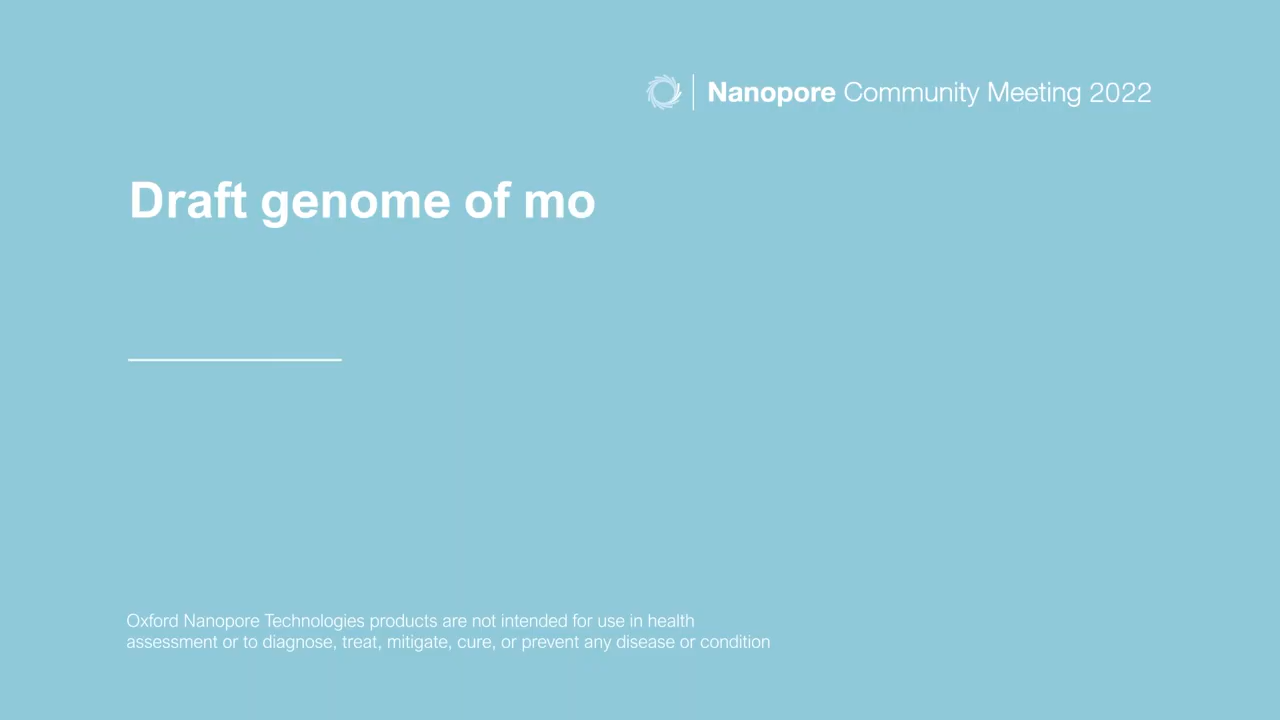 Nanopore Community Meeting 2022
Draft genome of mo
Oxford Nanopore Technologies products are not intended for use in health
assessment or to diagnose, treat, mitigate, cure, or prevent any disease or condition